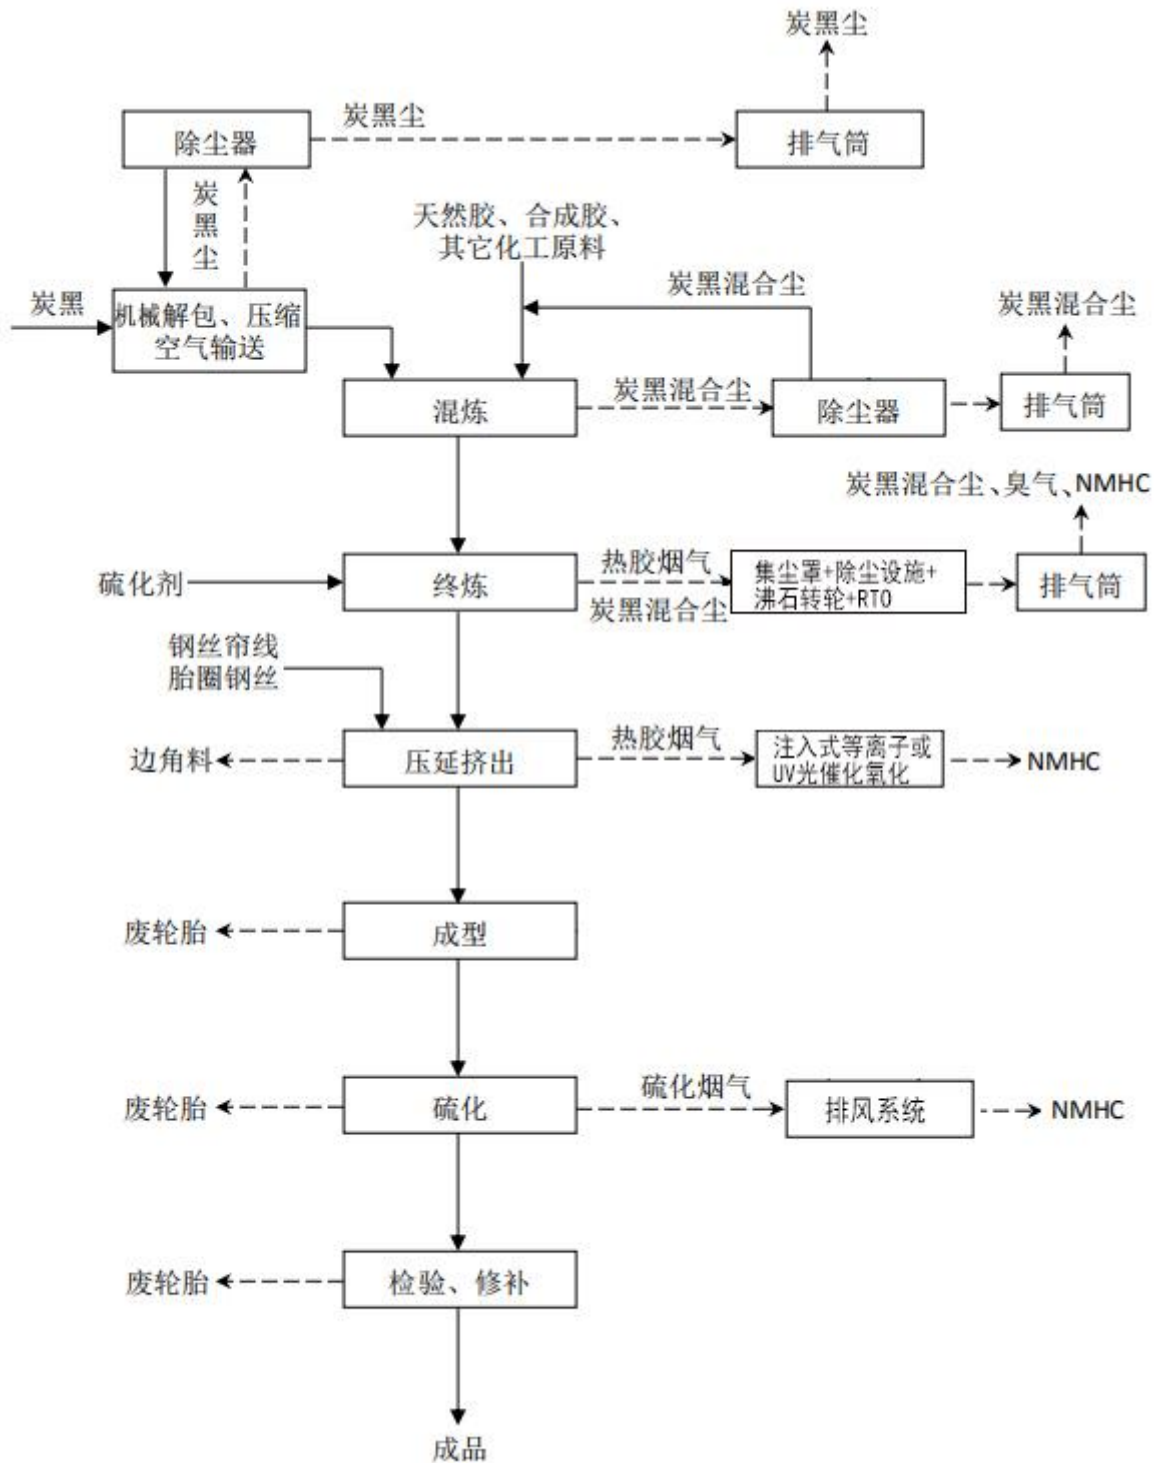 炭黑尘
炭黑尘
除尘器
排气筒
炭
黑
尘
天然胶、合成胶、
其它化工原料
炭黑混合尘
炭黑混合尘
炭黑
机械解包、压缩
空气输送
炭黑混合尘
混炼
除尘器
排气筒
炭黑混合尘、臭气、NMHC
热胶烟气
硫化剂
终炼
炭黑混合尘
集尘罩+除尘设施+
沸石转轮+RTO
排气筒
钢丝帘线
胎圈钢丝
热胶烟气
边角料
压延挤出
注入式等离子或
UV光催化氧化
NMHC
废轮胎
成型
硫化烟气
废轮胎
硫化
排风系统
NMHC
废轮胎
检验、修补
成品